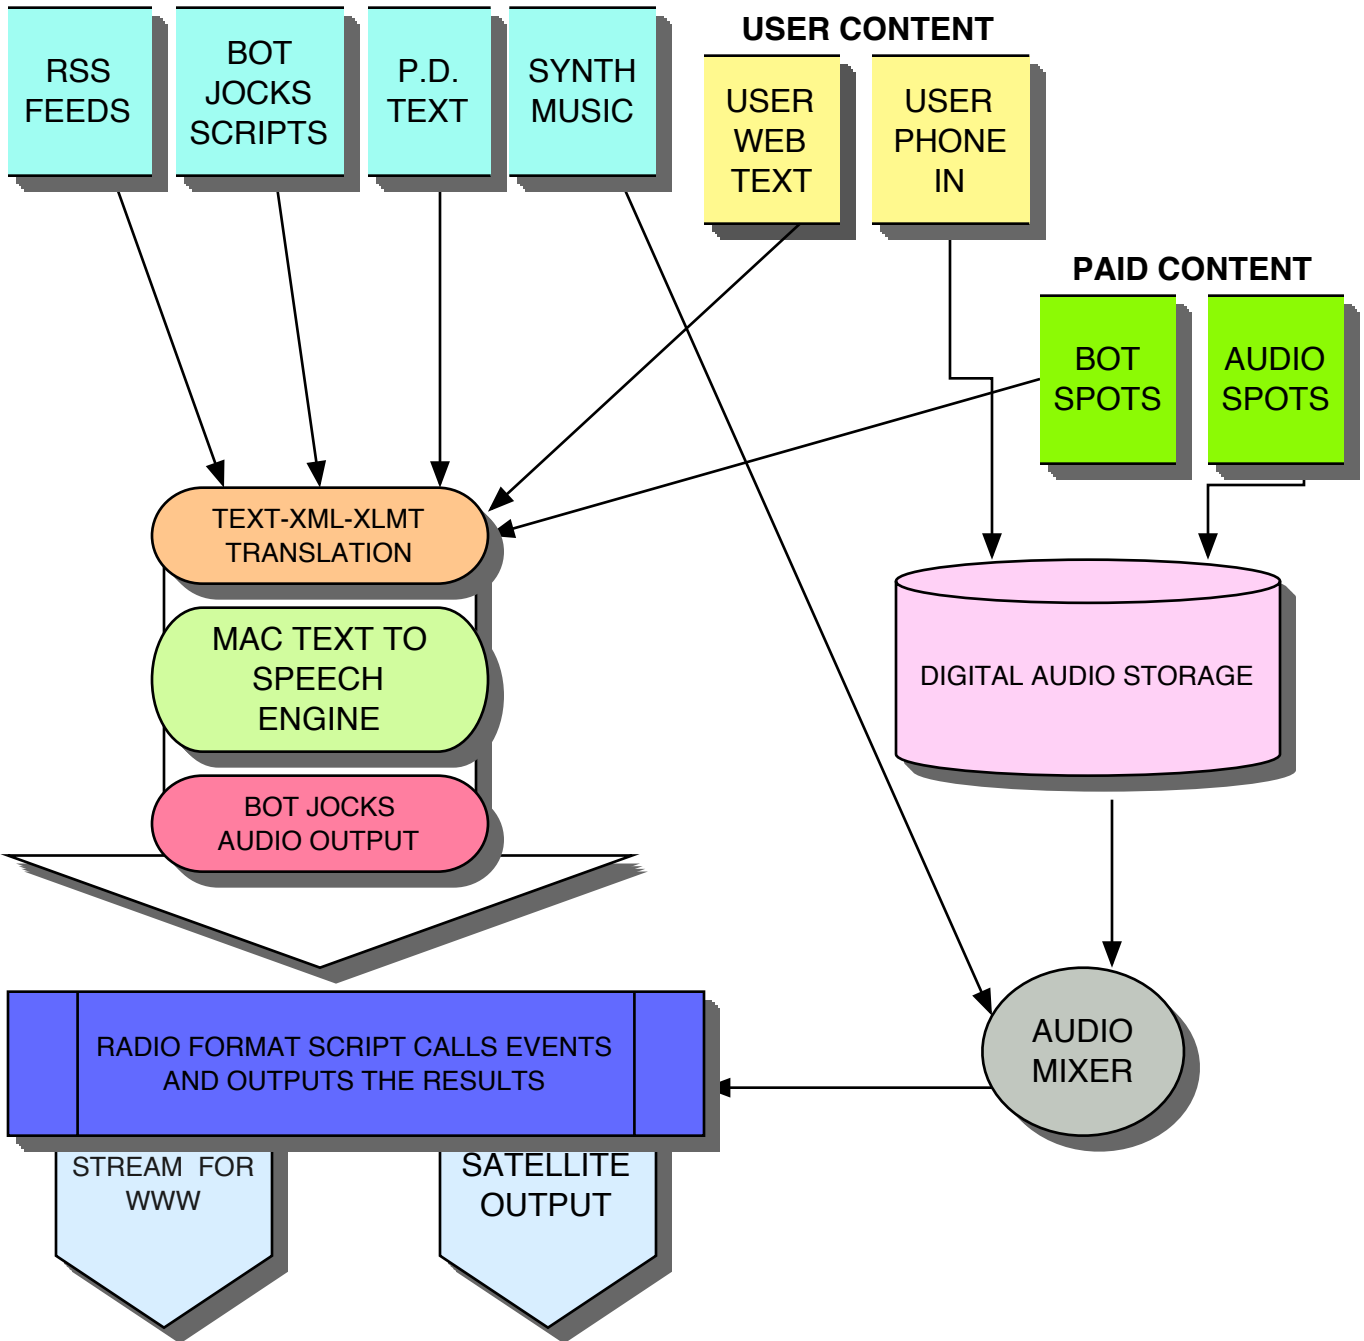 RSS
FEEDS
BOT
JOCKS
SCRIPTS
P.D.
TEXT
SYNTH
MUSIC
USER CONTENT
USER
WEB
TEXT
USER
PHONE
IN
PAID CONTENT
BOT
SPOTS
AUDIO
SPOTS
TEXT-XML-XLMT
TRANSLATION
MAC TEXT TO
SPEECH
ENGINE
BOT JOCKS
AUDIO OUTPUT
DIGITAL AUDIO STORAGE
AUDIO
MIXER
RADIO FORMAT SCRIPT CALLS EVENTS
AND OUTPUTS THE RESULTS
STREAM FOR
WWW
SATELLITE
OUTPUT